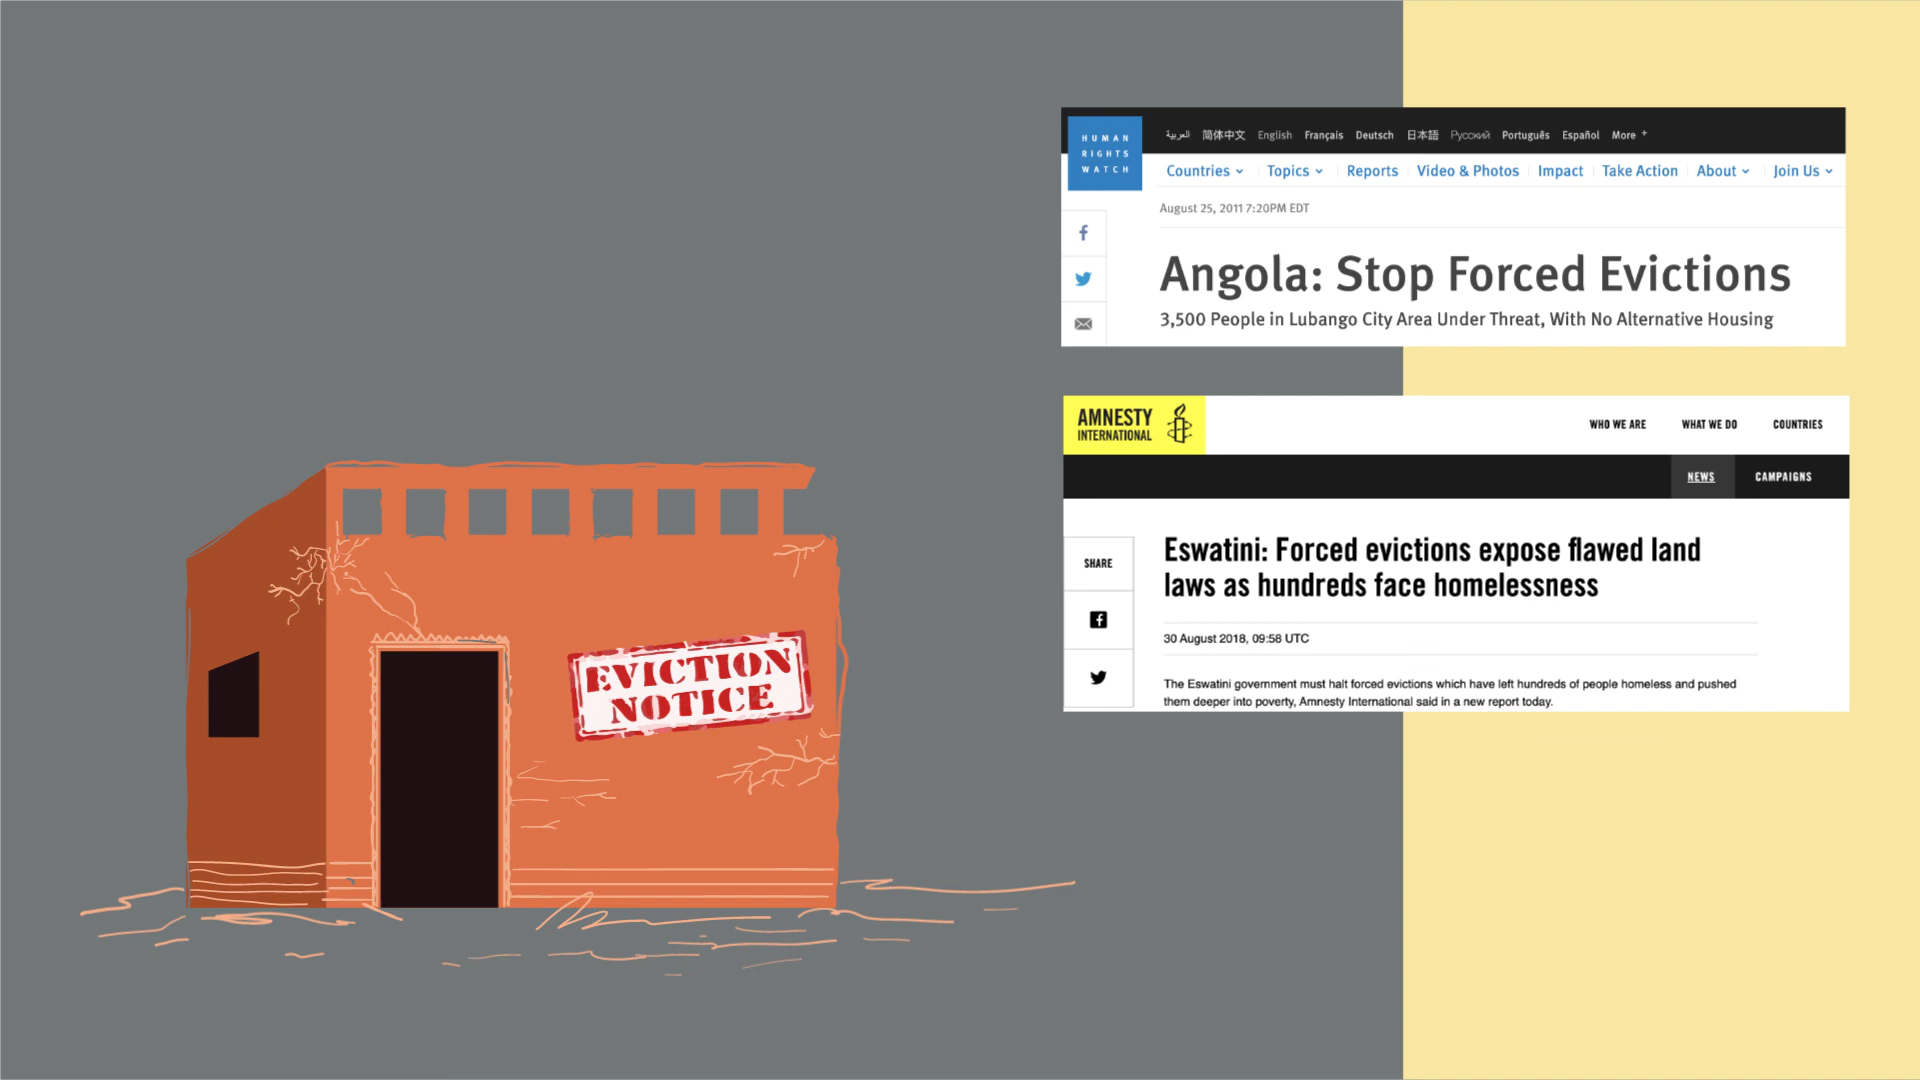 HUMAN
RIGHTS
WATCH
العربية 简体中文 English Français Deutsch 日本語 Русский Português Español More +
Countries Topics Reports Video & Photos Impact Take Action About Join Us
August 25, 2011 7:20PM EDT
Angola: Stop Forced Evictions
3,500 People in Lubango City Area Under Threat, With No Alternative Housing
AMNESTY
INTERNATIONAL
WHO WE ARE WHAT WE DO COUNTRIES
NEWS CAMPAIGNS
SHARE
Eswatini: Forced evictions expose flawed land
laws as hundreds face homelessness
30 August 2018, 09:58 UTC
The Eswatini government must halt forced evictions which have left hundreds of people homeless and pushed
them deeper into poverty, Amnesty International said in a new report today.
EVICTION
NOTICE